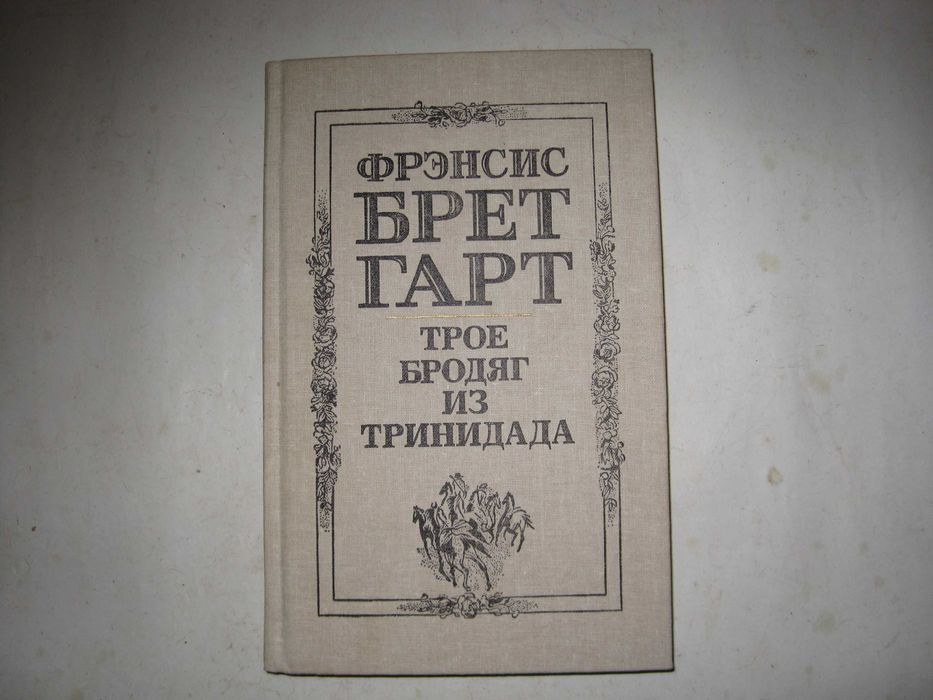 ФРЭНСИС
БРЕТ
ГАРТ
ТРОЕ
БРОДЯГ
ИЗ
ТРИНИДАДА